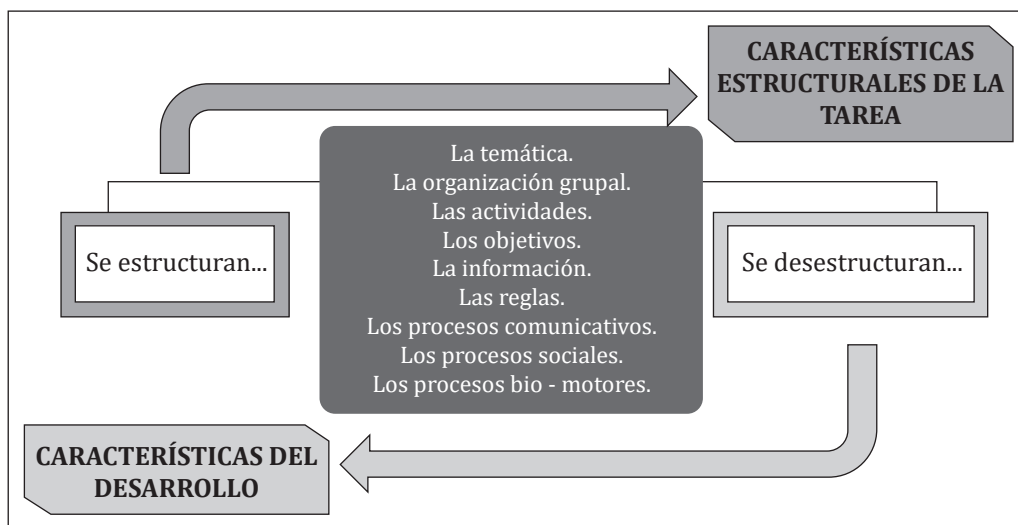 CARACTERÍSTICAS
ESTRUCTURALES DE LA
TAREA
La temática.
La organización grupal.
Las actividades.
Los objetivos.
La información.
Las reglas.
Los procesos comunicativos.
Los procesos sociales.
Los procesos bio - motores.
Se estructuran...
Se desestructuran...
CARACTERÍSTICAS DEL
DESARROLLO